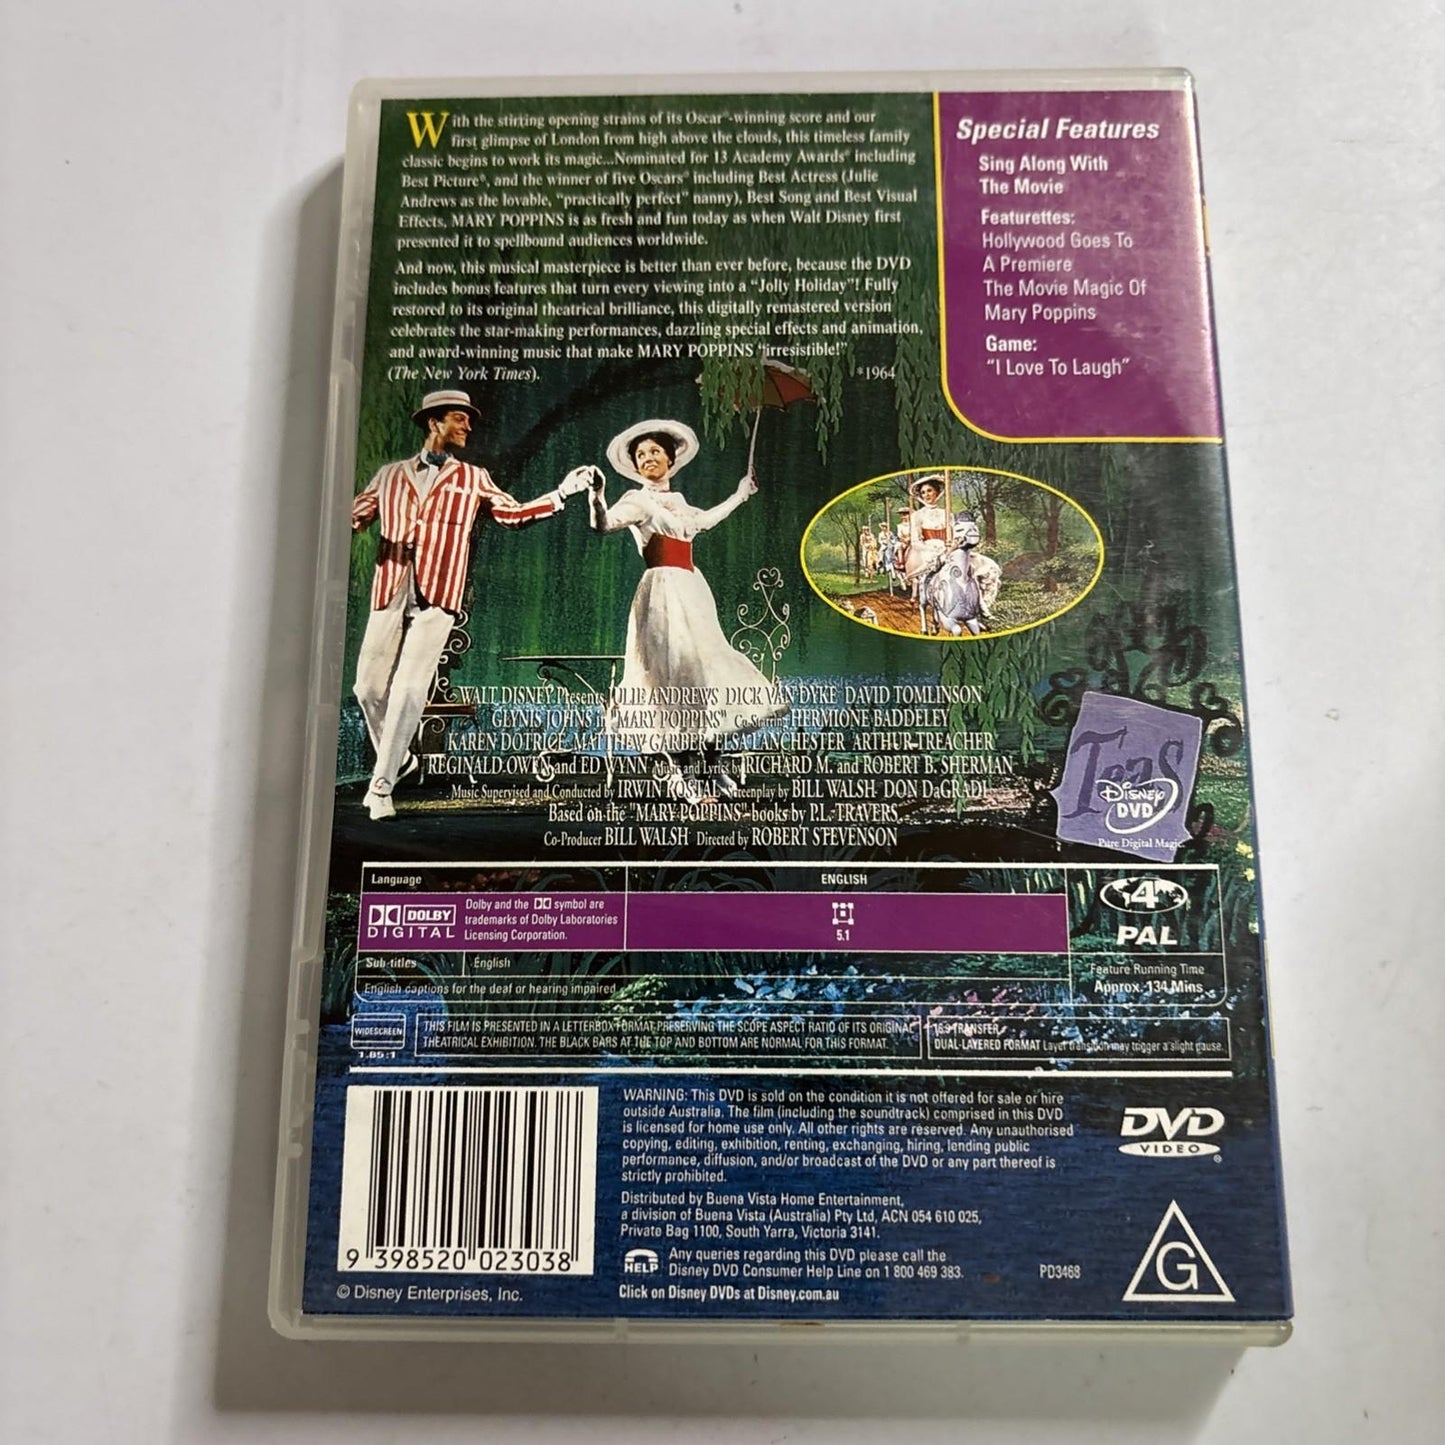 With the stirring opening strains of its Oscar®-winning score and our
first glimpse of London from high above the clouds, this timeless family
classic begins to work its magic...Nominated for 13 Academy Awards® including
Best Picture*, and the winner of five Oscars® including Best Actress (Julie
Andrews as the lovable, "practically perfect" nanny), Best Song and Best Visual
Effects, MARY POPPINS is as fresh and fun today as when Walt Disney first
presented it to spellbound audiences worldwide.
And now, this musical masterpiece is better than ever before, because the DVD
includes bonus features that turn every viewing into a "Jolly Holiday"! Fully
restored to its original theatrical brilliance, this digitally remastered version
celebrates the star-making performances, dazzling special effects and animation,
and award-winning music that make MARY POPPINS "irresistible!"
(The New York Times).
*1964
Special Features
Sing Along With
The Movie
Featurettes:
Hollywood Goes To
A Premiere
The Movie Magic Of
Mary Poppins
Game:
"I Love To Laugh"
WALT DISNEY Presents JULIE ANDREWS DICK VAN DYKE DAVID TOMLINSON
GLYNIS JOHNS in "MARY POPPINS" Co-Starring HERMIONE BADDELEY
KAREN DOTRICE MATTHEW GARBER ELSA LANCHESTER ARTHUR TREACHER
REGINALD OWEN and ED WYNN Music and Lyrics by RICHARD M. and ROBERT B. SHERMAN
Music Supervised and Conducted by IRWIN KOSTAL Screenplay by BILL WALSH DON DaGRADI
Based on the "MARY POPPINS" books by P.L. TRAVERS
Co-Producer BILL WALSH Directed by ROBERT STEVENSON
Teas
DISNEY
DVD
Pure Digital Magic.
Language
ENGLISH
DOLBY
DIGITAL
Dolby and the DD symbol are
trademarks of Dolby Laboratories
Licensing Corporation.
5.1
Sub-titles
English
English captions for the deaf or hearing impaired
4
PAL
Feature Running Time
Approx. 134 Mins
WIDESCREEN
1.85:1
THIS FILM IS PRESENTED IN A LETTERBOX FORMAT PRESERVING THE SCOPE ASPECT RATIO OF ITS ORIGINAL
THEATRICAL EXHIBITION. THE BLACK BARS AT THE TOP AND BOTTOM ARE NORMAL FOR THIS FORMAT.
16:9 TRANSFER
DUAL-LAYERED FORMAT Layer transition may trigger a slight pause.
WARNING: This DVD is sold on the condition it is not offered for sale or hire
outside Australia. The film (including the soundtrack) comprised in this DVD
is licensed for home use only. All other rights are reserved. Any unauthorised
copying, editing, exhibition, renting, exchanging, hiring, lending public
performance, diffusion, and/or broadcast of the DVD or any part thereof is
strictly prohibited.
Distributed by Buena Vista Home Entertainment,
a division of Buena Vista (Australia) Pty Ltd, ACN 054 610 025,
Private Bag 1100, South Yarra, Victoria 3141.
HELP
Any queries regarding this DVD please call the
Disney DVD Consumer Help Line on 1 800 469 383.
Click on Disney DVDs at Disney.com.au
PD3468
DVD
VIDEO®
G
9 398520 023038
© Disney Enterprises, Inc.